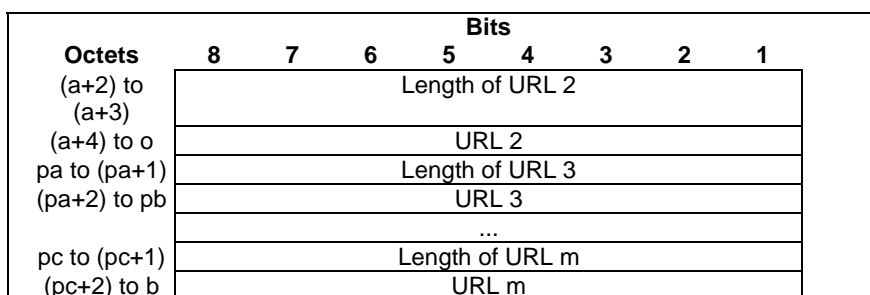 Bits
Octets 8 7 6 5 4 3 2 1
(a+2) to Length of URL 2
(a+3)
(a+4) to o URL 2
pa to (pa+1) Length of URL 3
(pa+2) to pb URL 3
...
pc to (pc+1) Length of URL m
(pc+2) to b URL m